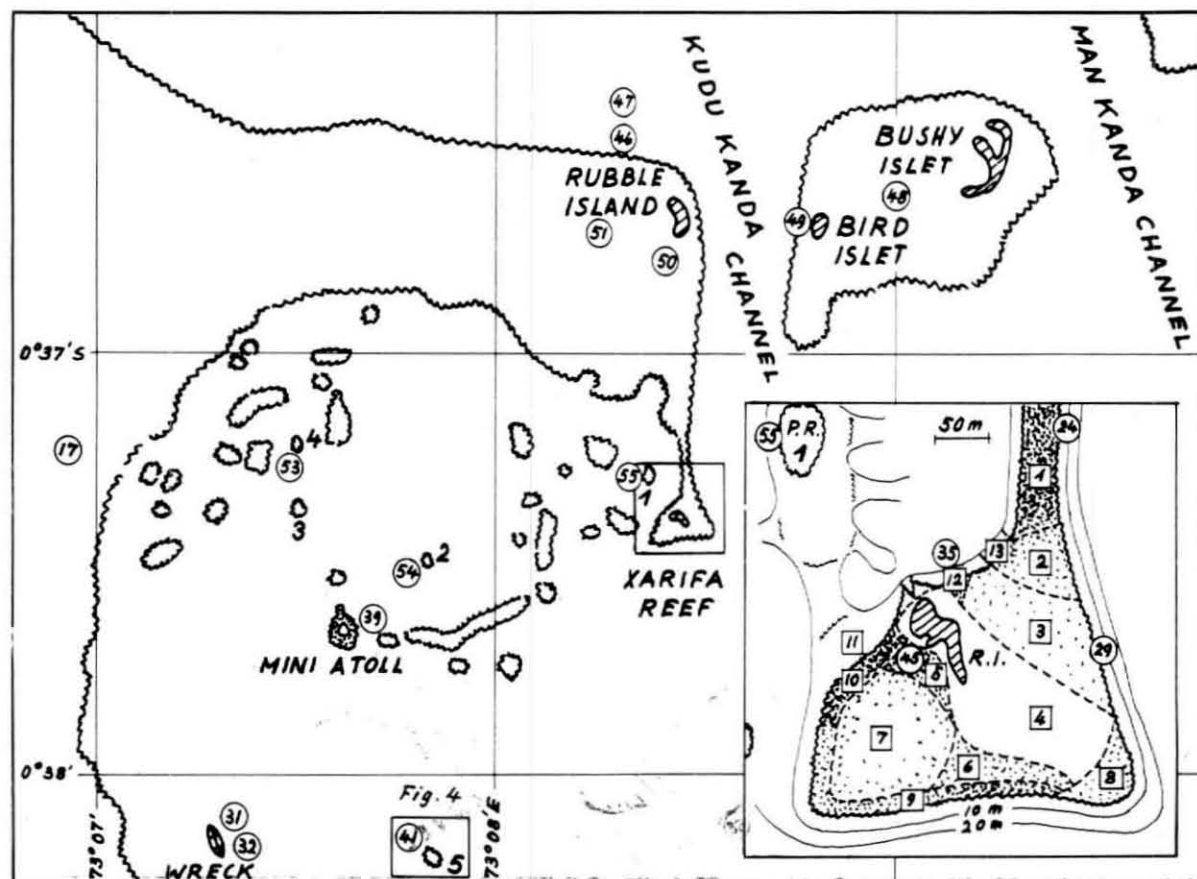 KUDU KANDA CHANNEL
MAN KANDA CHANNEL
47
46
RUBBLE
ISLAND
51
50
BUSHY
ISLET
48
49
BIRD
ISLET
0°37'S
17
4
53
3
54
2
55
1
XARIFA
REEF
39
MINI ATOLL
0°38'
73°07'
31
32
WRECK
Fig. 4
41
5
73°08'E
55
P.R.
1
50 m
24
1
35
13
12
2
11
3
29
45
5
R.I.
10
7
4
6
8
9
10 m
20 m